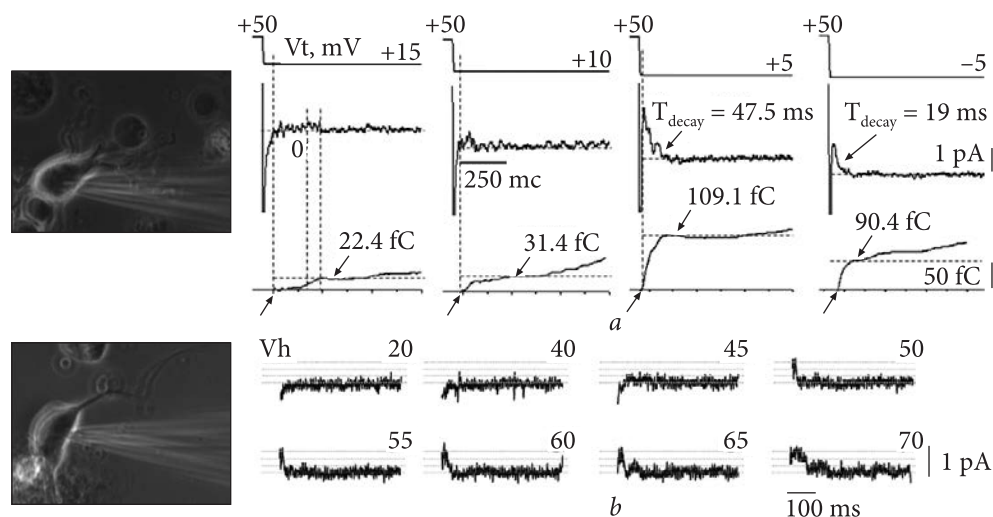 +50 +50 +50 +50
Vt, mV +15 +10 +5 −5
T_decay = 47.5 ms T_decay = 19 ms
0 1 pA
250 mc
109.1 fC
22.4 fC 31.4 fC 90.4 fC
50 fC
a
Vh 20 40 45 50
55 60 65 70
1 pA
b 100 ms